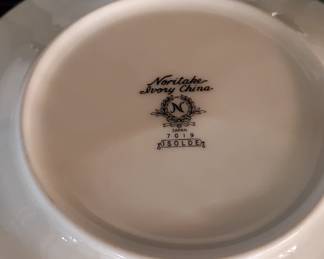 Noritake
Ivory China
N
JAPAN
7019
ISOLDE